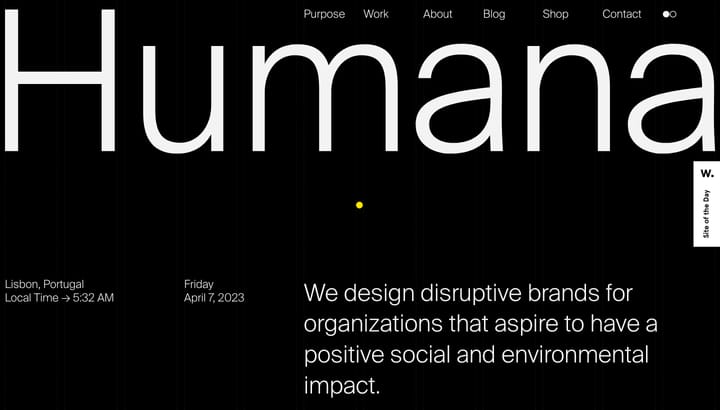 Purpose Work About Blog Shop Contact
Humana
W.
Site of the Day
Lisbon, Portugal
Local Time → 5:32 AM
Friday
April 7, 2023
We design disruptive brands for
organizations that aspire to have a
positive social and environmental
impact.